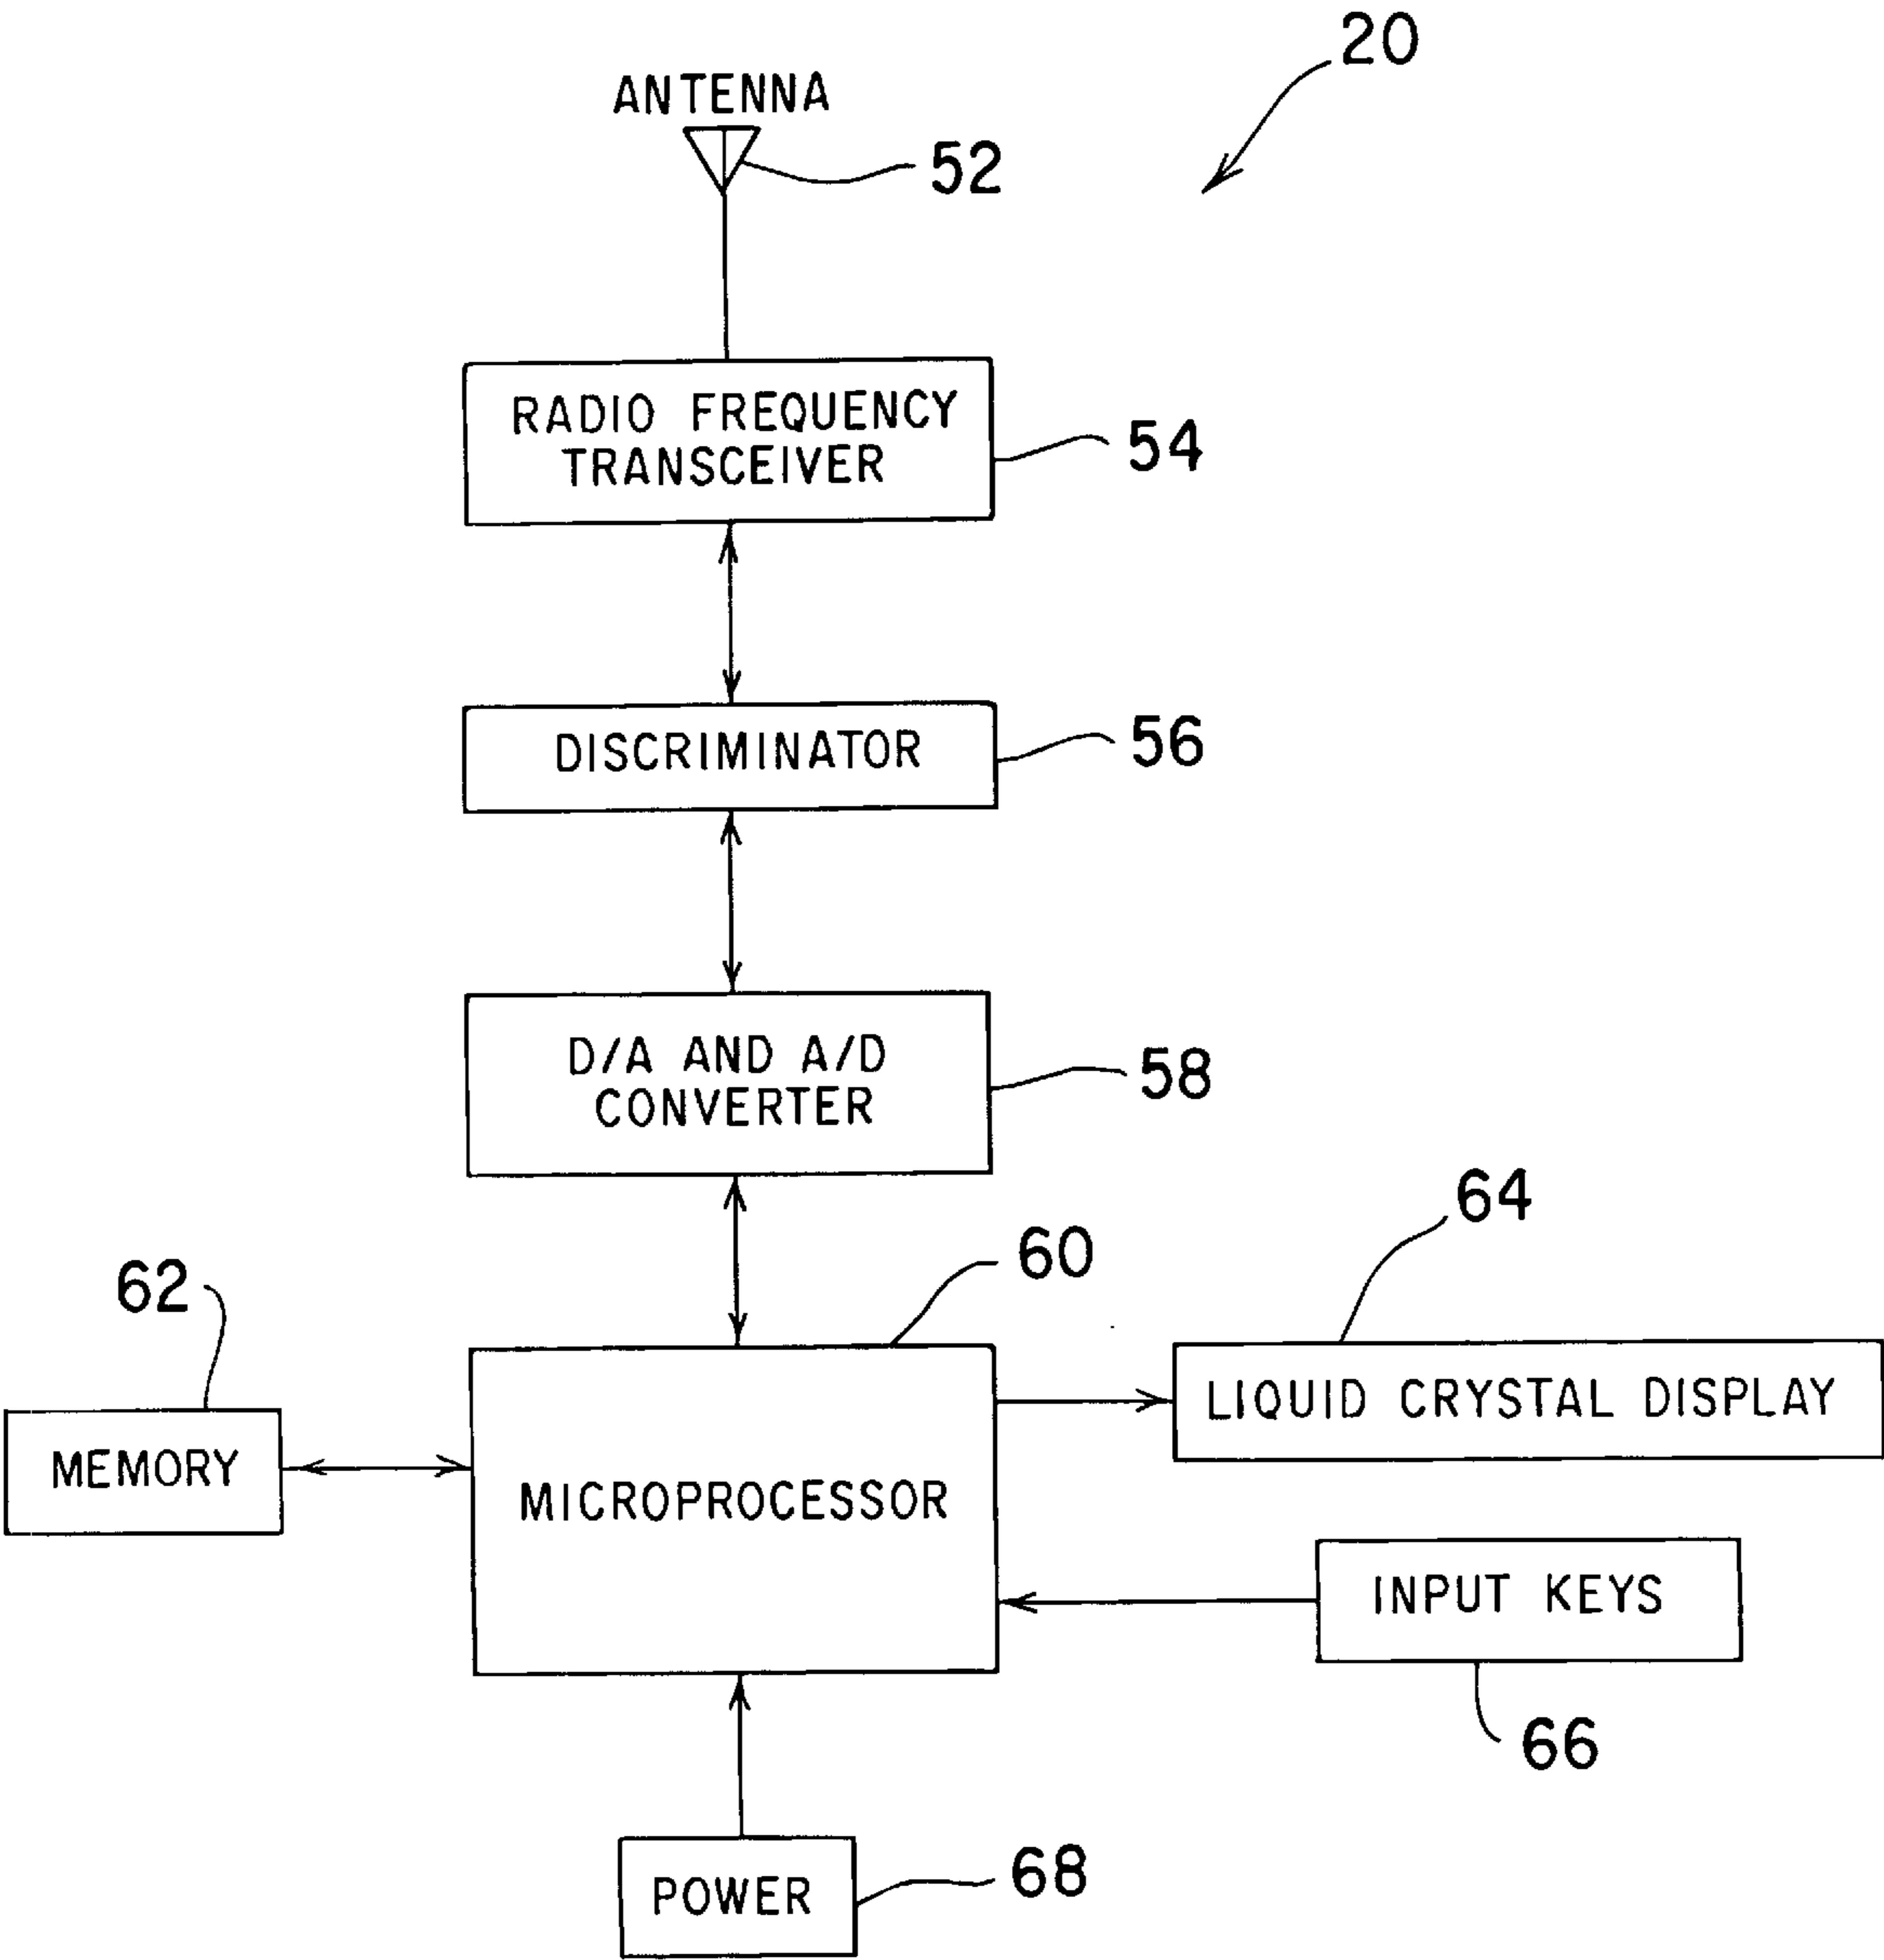 20
ANTENNA
52
RADIO FREQUENCY
TRANSCEIVER
54
DISCRIMINATOR
56
D/A AND A/D
CONVERTER
58
64
60
62
LIQUID CRYSTAL DISPLAY
MEMORY
MICROPROCESSOR
INPUT KEYS
66
68
POWER